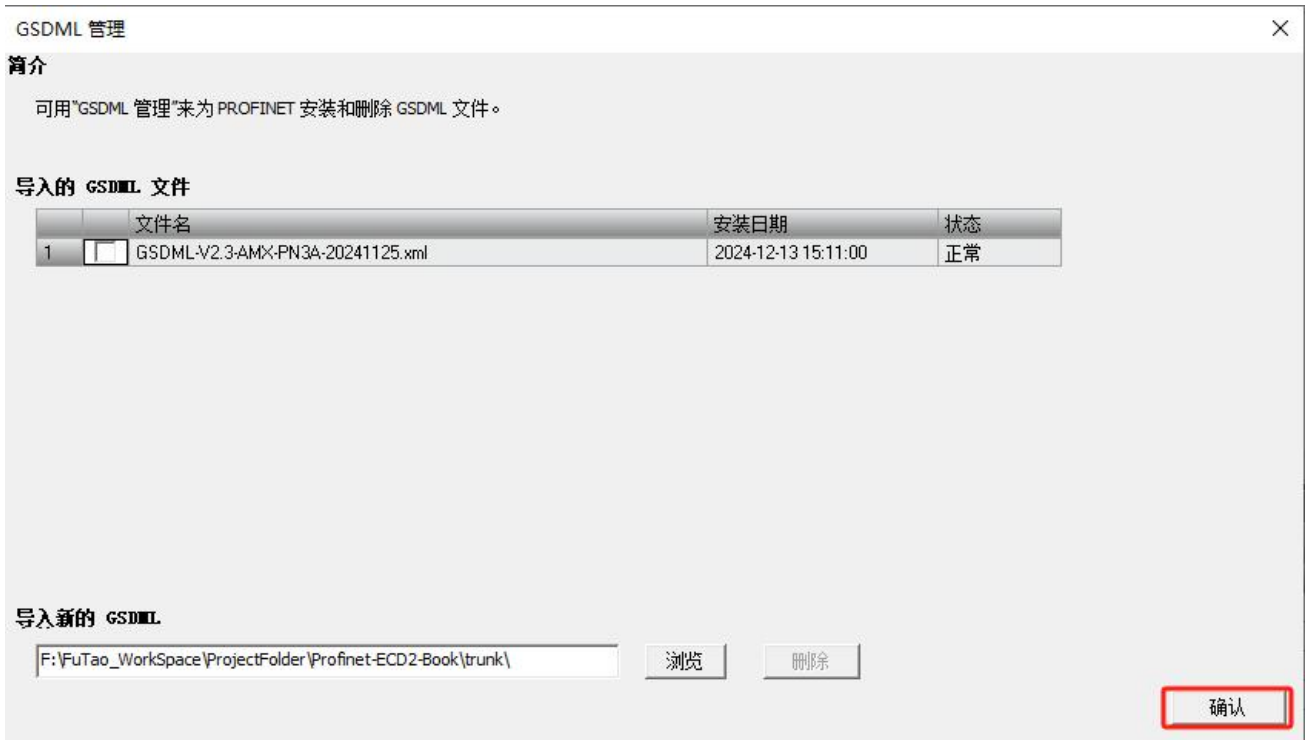 GSDML 管理
简介
可用"GSDML 管理"来为 PROFINET 安装和删除 GSDML 文件。
导入的 GSDML 文件
文件名 安装日期 状态
1 GSDML-V2.3-AMX-PN3A-20241125.xml 2024-12-13 15:11:00 正常
导入新的 GSDML
F:\FuTao_WorkSpace\ProjectFolder\Profinet-ECD2-Book\trunk\ 浏览 删除
确认